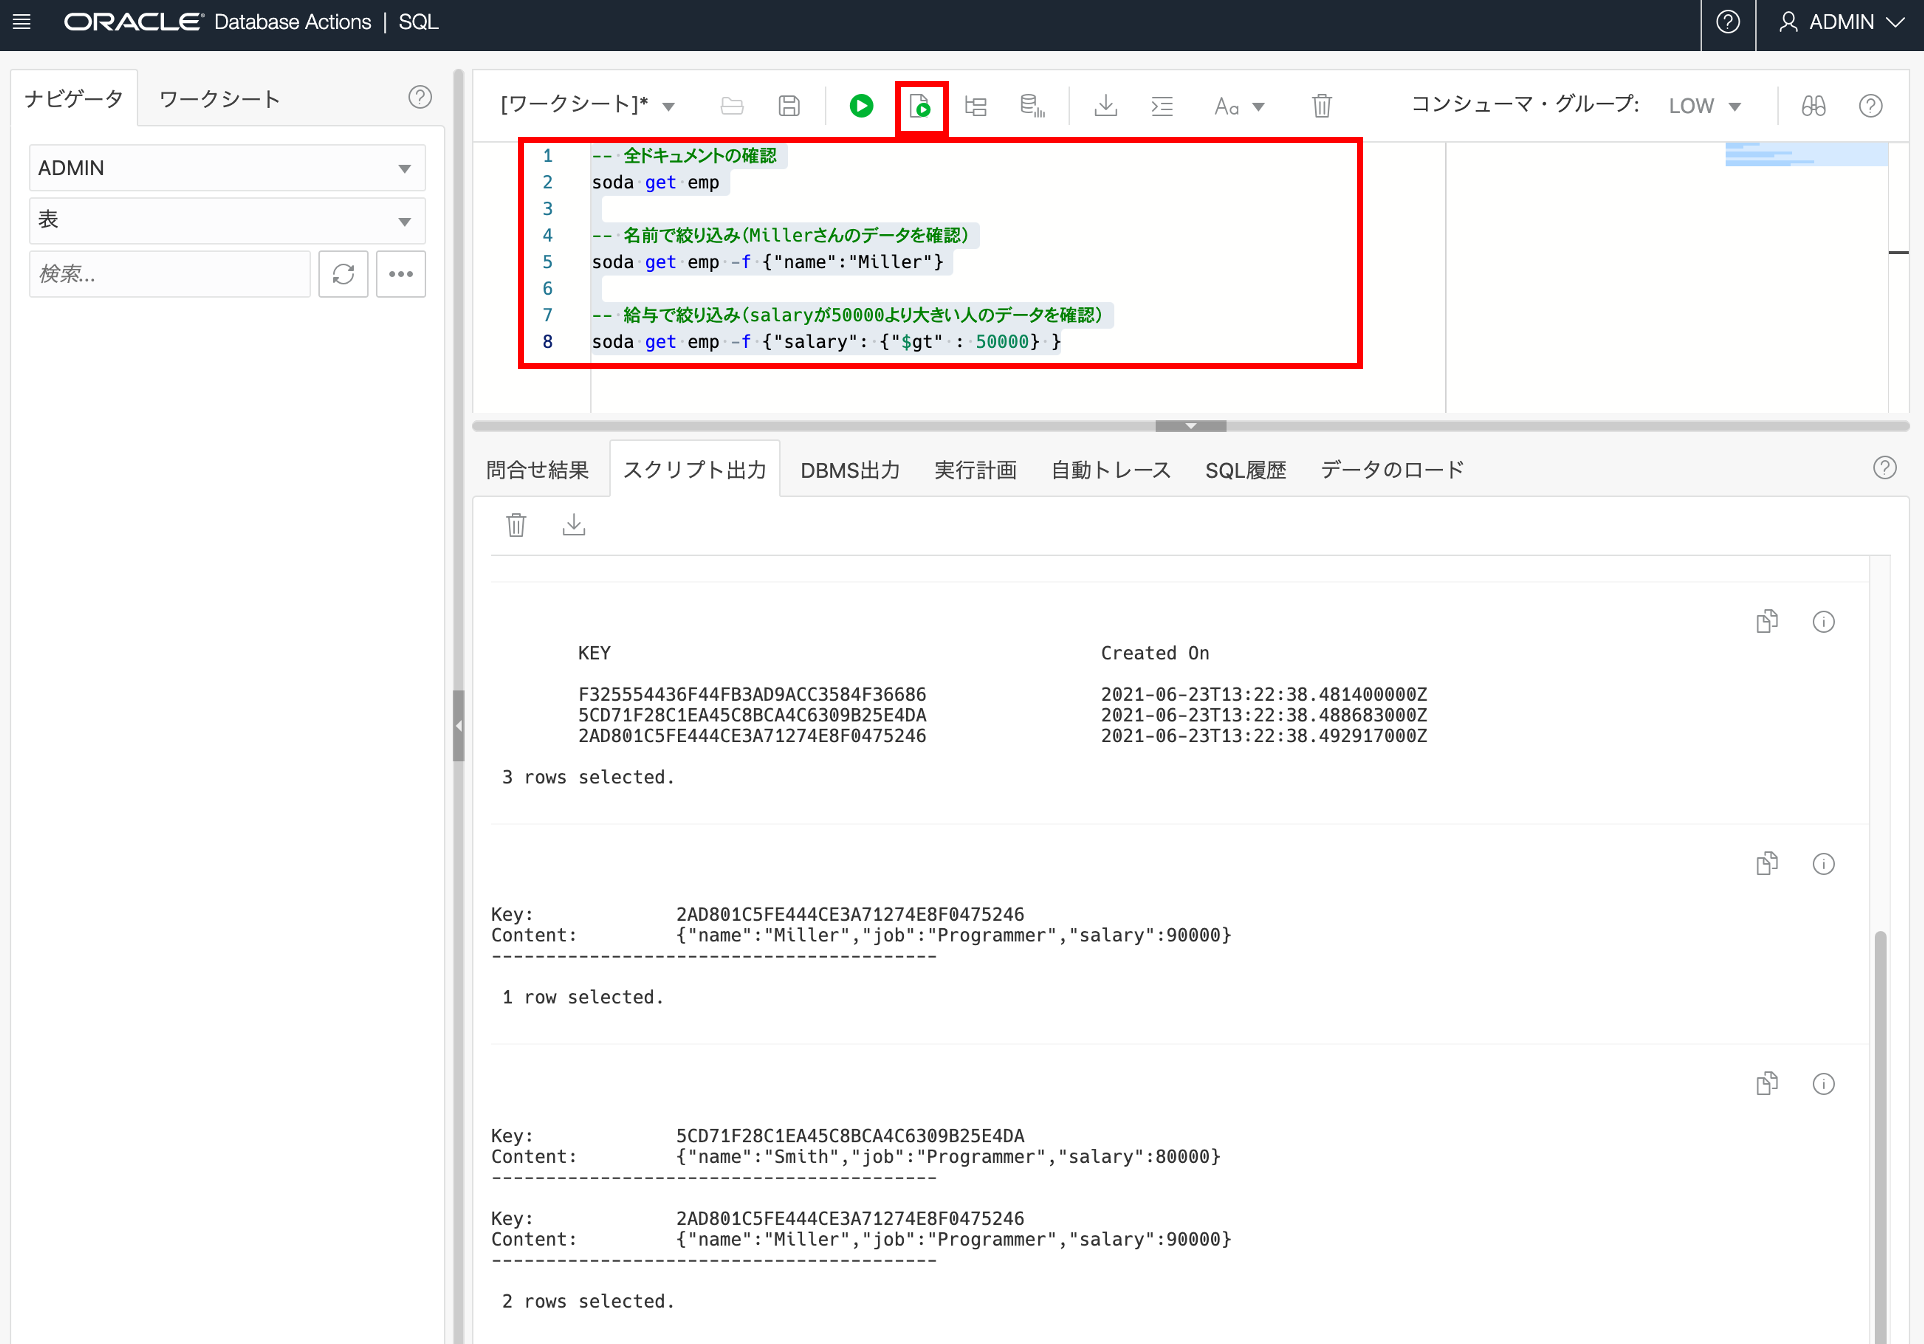 ORACLE Database Actions | SQL
ADMIN
ナビゲータ
ワークシート
ADMIN
表
検索...
[ワークシート]*
Aa
コンシューマ・グループ:
LOW
1 -- 全ドキュメントの確認
2 soda get emp
3
4 -- 名前で絞り込み(Millerさんのデータを確認)
5 soda get emp -f {"name":"Miller"}
6
7 -- 給与で絞り込み(salaryが50000より大きい人のデータを確認)
8 soda get emp -f {"salary": {"$gt" : 50000} }
問合せ結果
スクリプト出力
DBMS出力
実行計画
自動トレース
SQL履歴
データのロード
KEY Created On
F325554436F44FB3AD9ACC3584F36686 2021-06-23T13:22:38.481400000Z
5CD71F28C1EA45C8BCA4C6309B25E4DA 2021-06-23T13:22:38.488683000Z
2AD801C5FE444CE3A71274E8F0475246 2021-06-23T13:22:38.492917000Z
3 rows selected.
Key: 2AD801C5FE444CE3A71274E8F0475246
Content: {"name":"Miller","job":"Programmer","salary":90000}
-----------------------------------------
1 row selected.
Key: 5CD71F28C1EA45C8BCA4C6309B25E4DA
Content: {"name":"Smith","job":"Programmer","salary":80000}
-----------------------------------------
Key: 2AD801C5FE444CE3A71274E8F0475246
Content: {"name":"Miller","job":"Programmer","salary":90000}
-----------------------------------------
2 rows selected.